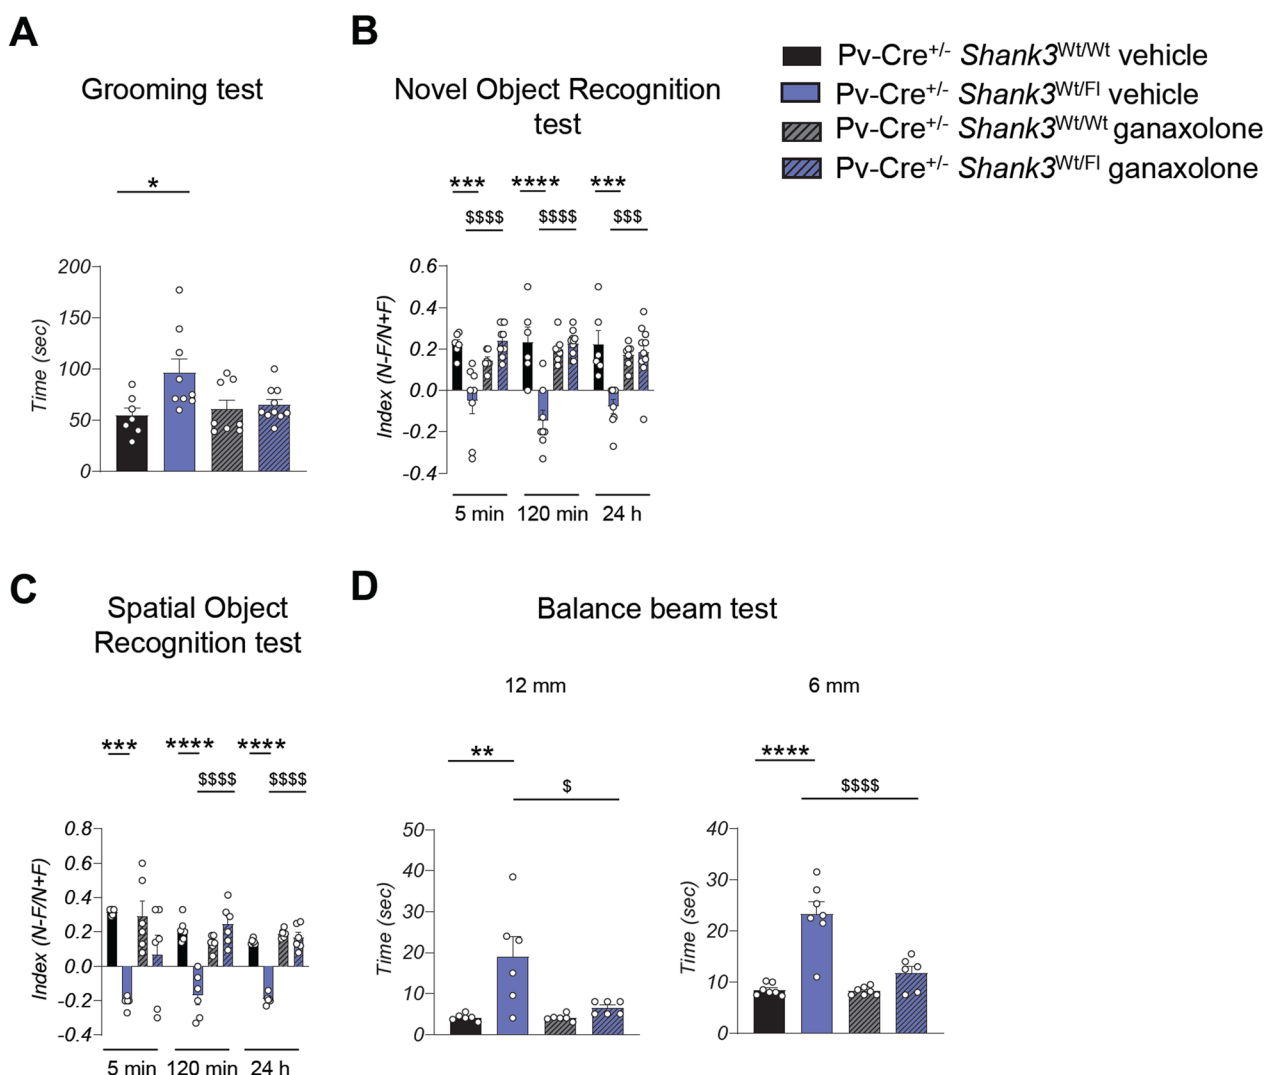 A
Grooming test
*
200
150
100
50
0
Time (sec)
B
Novel Object Recognition
test
*** **** ***
$$$$ $$$$ $$$
0.6
0.4
0.2
0.0
-0.2
-0.4
Index (N-F/N+F)
5 min 120 min 24 h
Pv-Cre+/- Shank3Wt/Wt vehicle
Pv-Cre+/- Shank3Wt/Fl vehicle
Pv-Cre+/- Shank3Wt/Wt ganaxolone
Pv-Cre+/- Shank3Wt/Fl ganaxolone
C
Spatial Object
Recognition test
*** **** ****
$$$$ $$$$
0.8
0.6
0.4
0.2
0.0
-0.2
-0.4
Index (N-F/N+F)
5 min 120 min 24 h
D
Balance beam test
12 mm
**
$
50
40
30
20
10
0
Time (sec)
6 mm
****
$$$$
40
30
20
10
0
Time (sec)